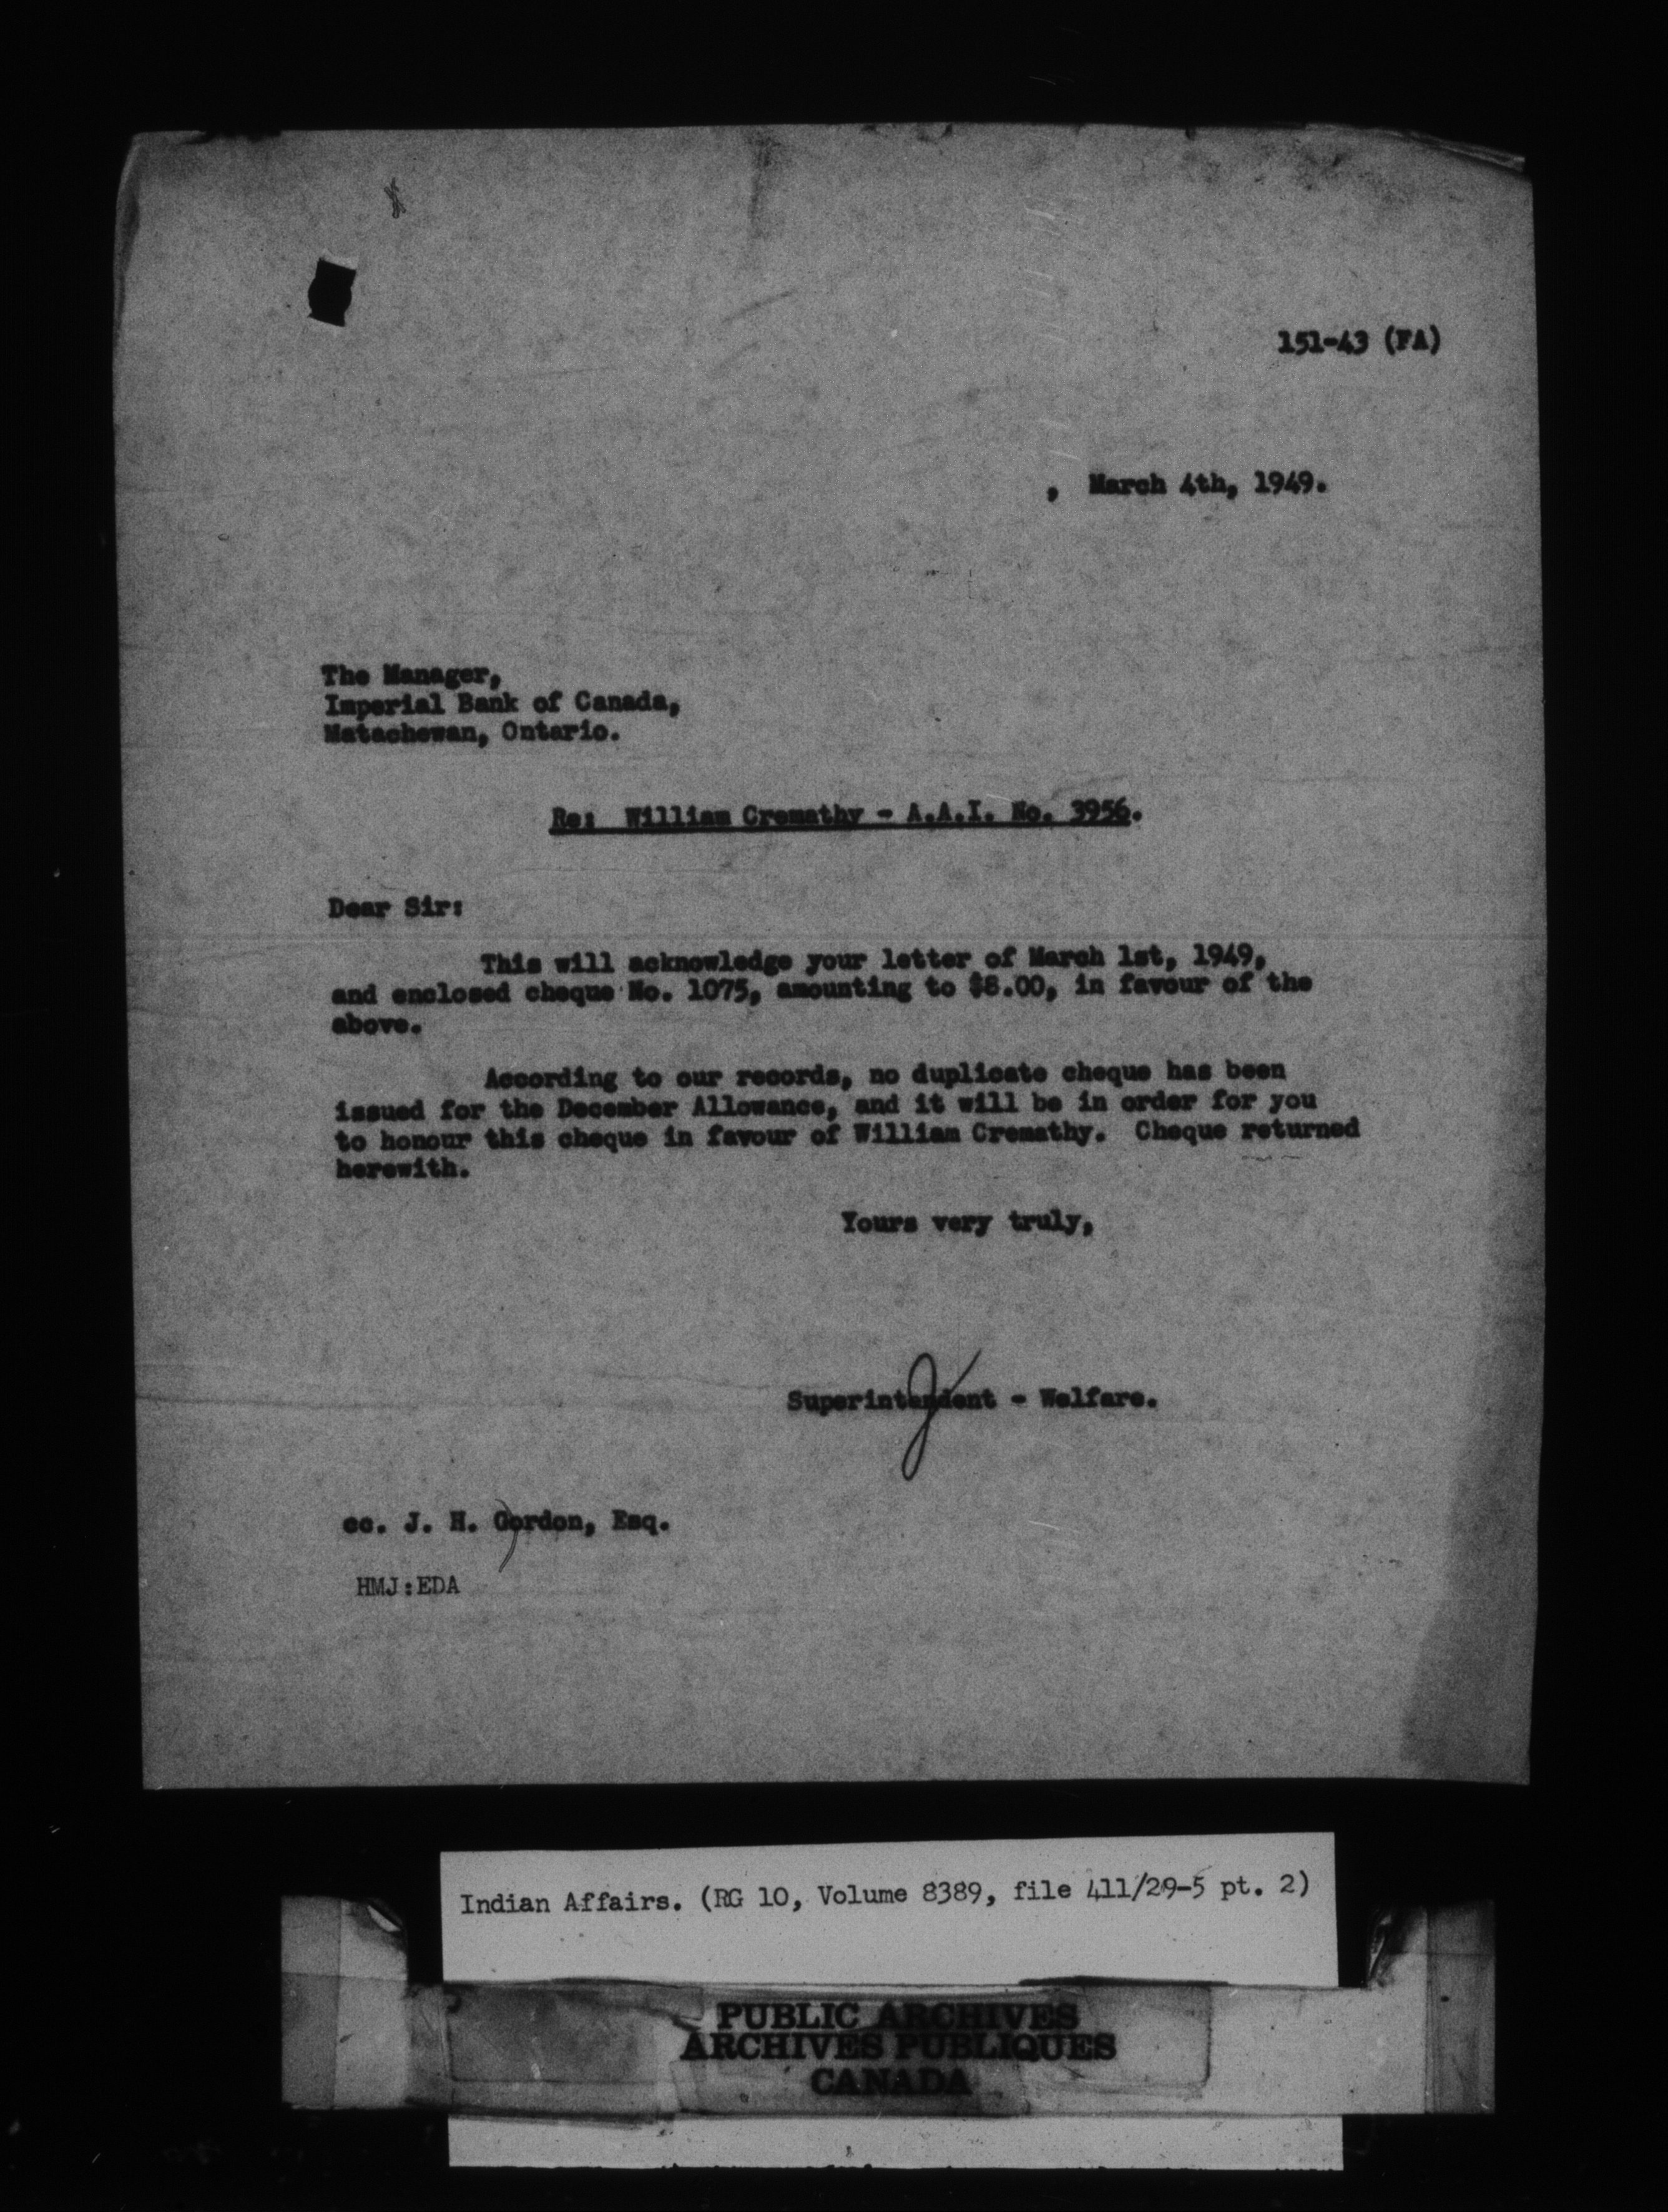 151-43 (FA)
, March 4th, 1949.
The Manager,
Imperial Bank of Canada,
Matachewan, Ontario.
Re: William Cremathy - A.A.I. No. 3956.
Dear Sir:
This will acknowledge your letter of March 1st, 1949,
and enclosed cheque No. 1075, amounting to $8.00, in favour of the
above.
According to our records, no duplicate cheque has been
issued for the December Allowance, and it will be in order for you
to honour this cheque in favour of William Cremathy. Cheque returned
herewith.
Yours very truly,
Superintendent - Welfare.
cc. J. H. Gordon, Esq.
HMJ:EDA
Indian Affairs. (RG 10, Volume 8389, file 411/29-5 pt. 2)
PUBLIC ARCHIVES
ARCHIVES PUBLIQUES
CANADA